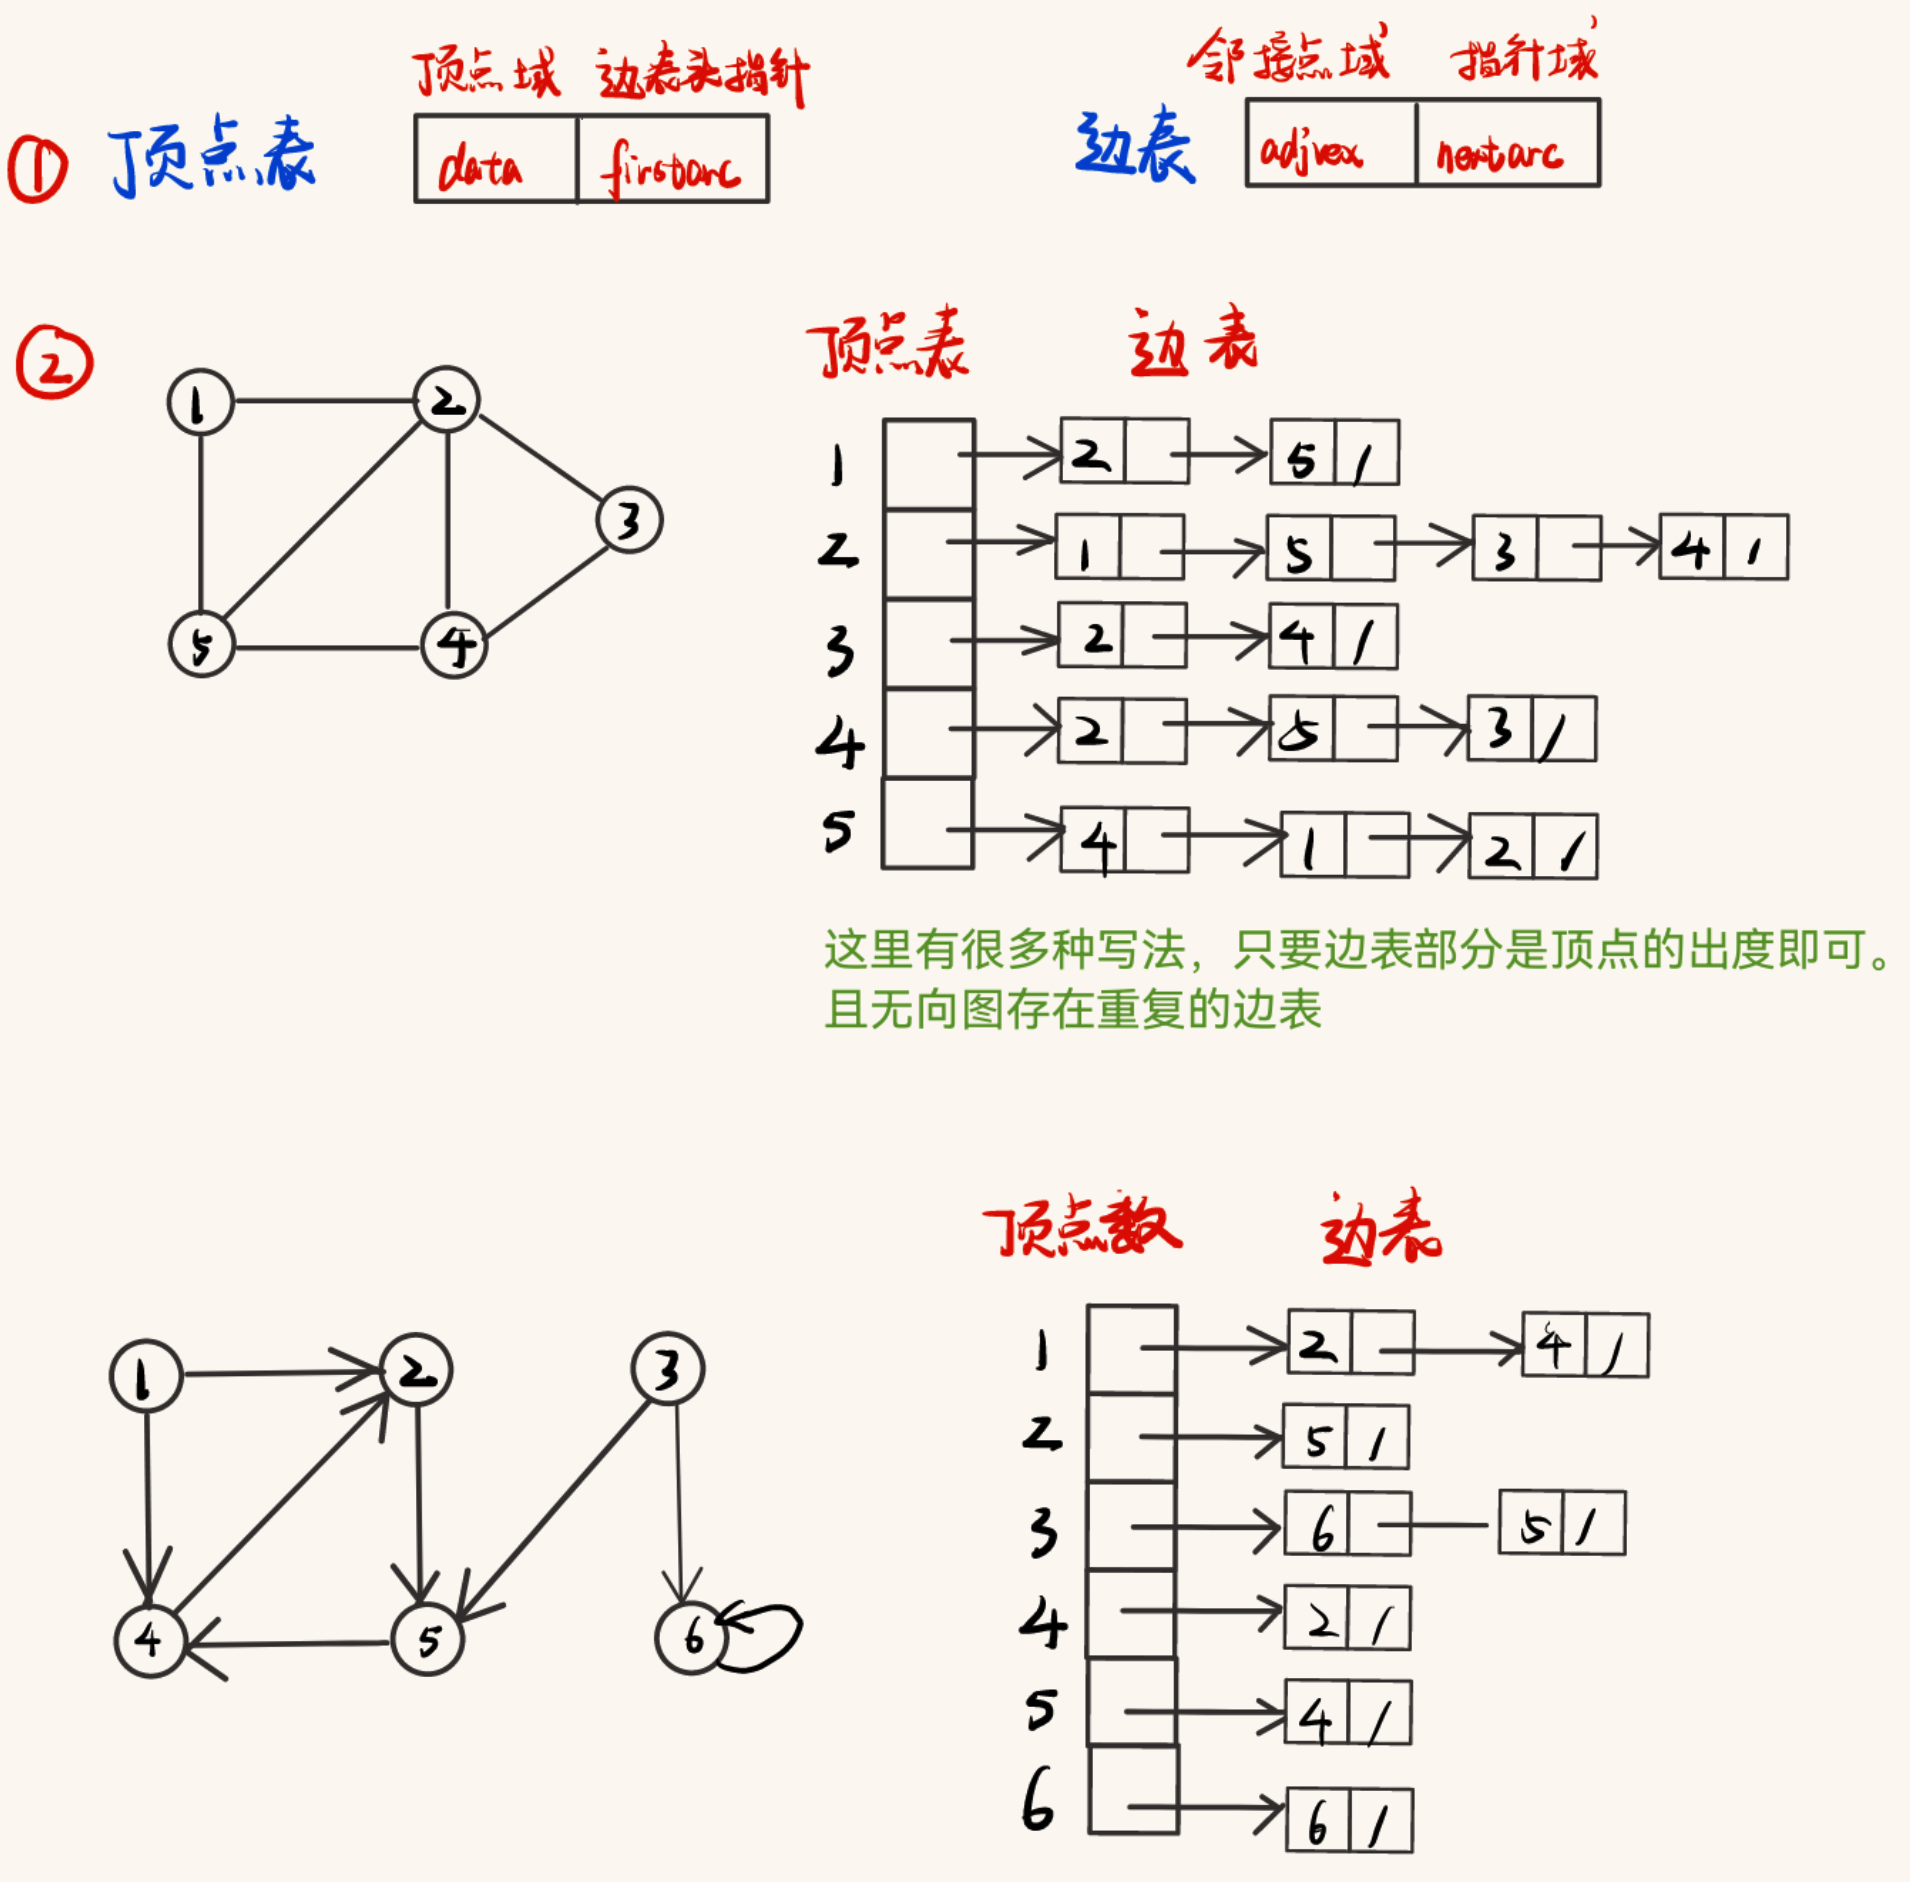 顶点域 边表头指针 邻接点域 指针域
① 顶点表 data firstarc 边表 adjvex nextarc
②
顶点表 边表
1 2
3
5 4
1 2 5 /
2 1 5 3 4 /
3 2 4 /
4 2 5 3 /
5 4 1 2 /
这里有很多种写法，只要边表部分是顶点的出度即可。
且无向图存在重复的边表
顶点数 边表
1 2 3
4 5 6
1 2 4 /
2 5 /
3 6 5 /
4 2 /
5 4 /
6 6 /